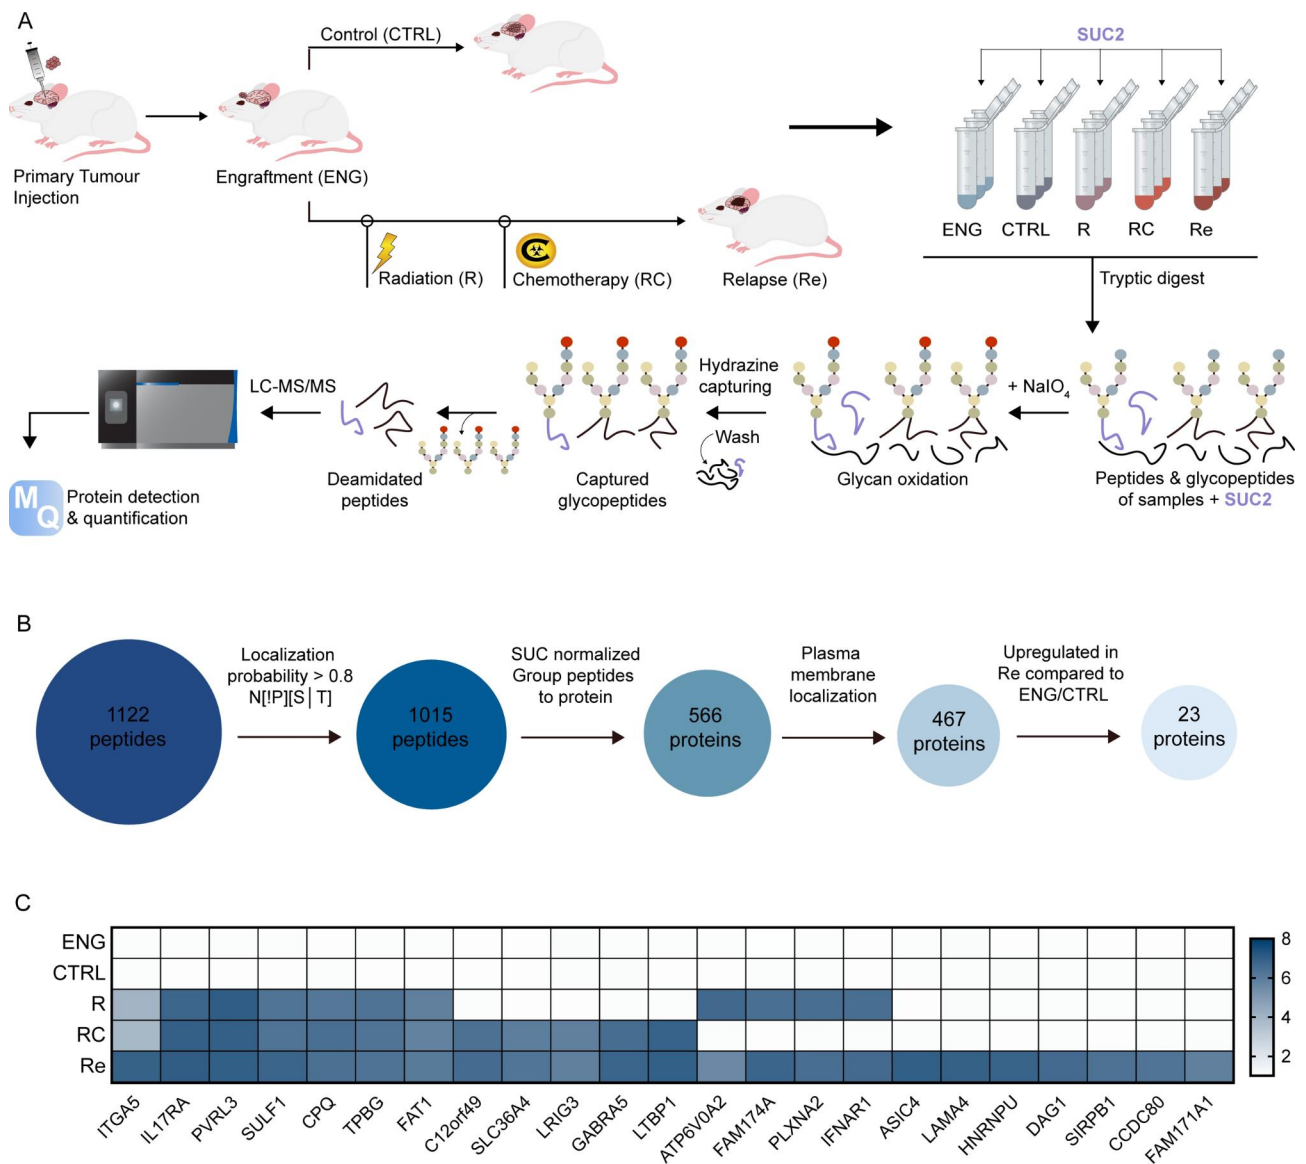 A
Control (CTRL)
SUC2
Primary Tumour
Injection
Engraftment (ENG)
Radiation (R)
C
Chemotherapy (RC)
Relapse (Re)
ENG CTRL R RC Re
Tryptic digest
LC-MS/MS
Hydrazine
capturing
Wash
+ NaIO4
Deamidated
peptides
Captured
glycopeptides
Glycan oxidation
Peptides & glycopeptides
of samples + SUC2
MQ
Protein detection
& quantification
B
1122
peptides
Localization
probability > 0.8
N[!P][S|T]
1015
peptides
SUC normalized
Group peptides
to protein
566
proteins
Plasma
membrane
localization
467
proteins
Upregulated in
Re compared to
ENG/CTRL
23
proteins
C
ENG
CTRL
R
RC
Re
8
6
4
2
ITGA5
IL17RA
PVRL3
SULF1
CPQ
TPBG
FAT1
C12orf49
SLC36A4
LRIG3
GABRA5
LTBP1
ATP6V0A2
FAM174A
PLXNA2
IFNAR1
ASIC4
LAMA4
HNRNPU
DAG1
SIRPB1
CCDC80
FAM171A1